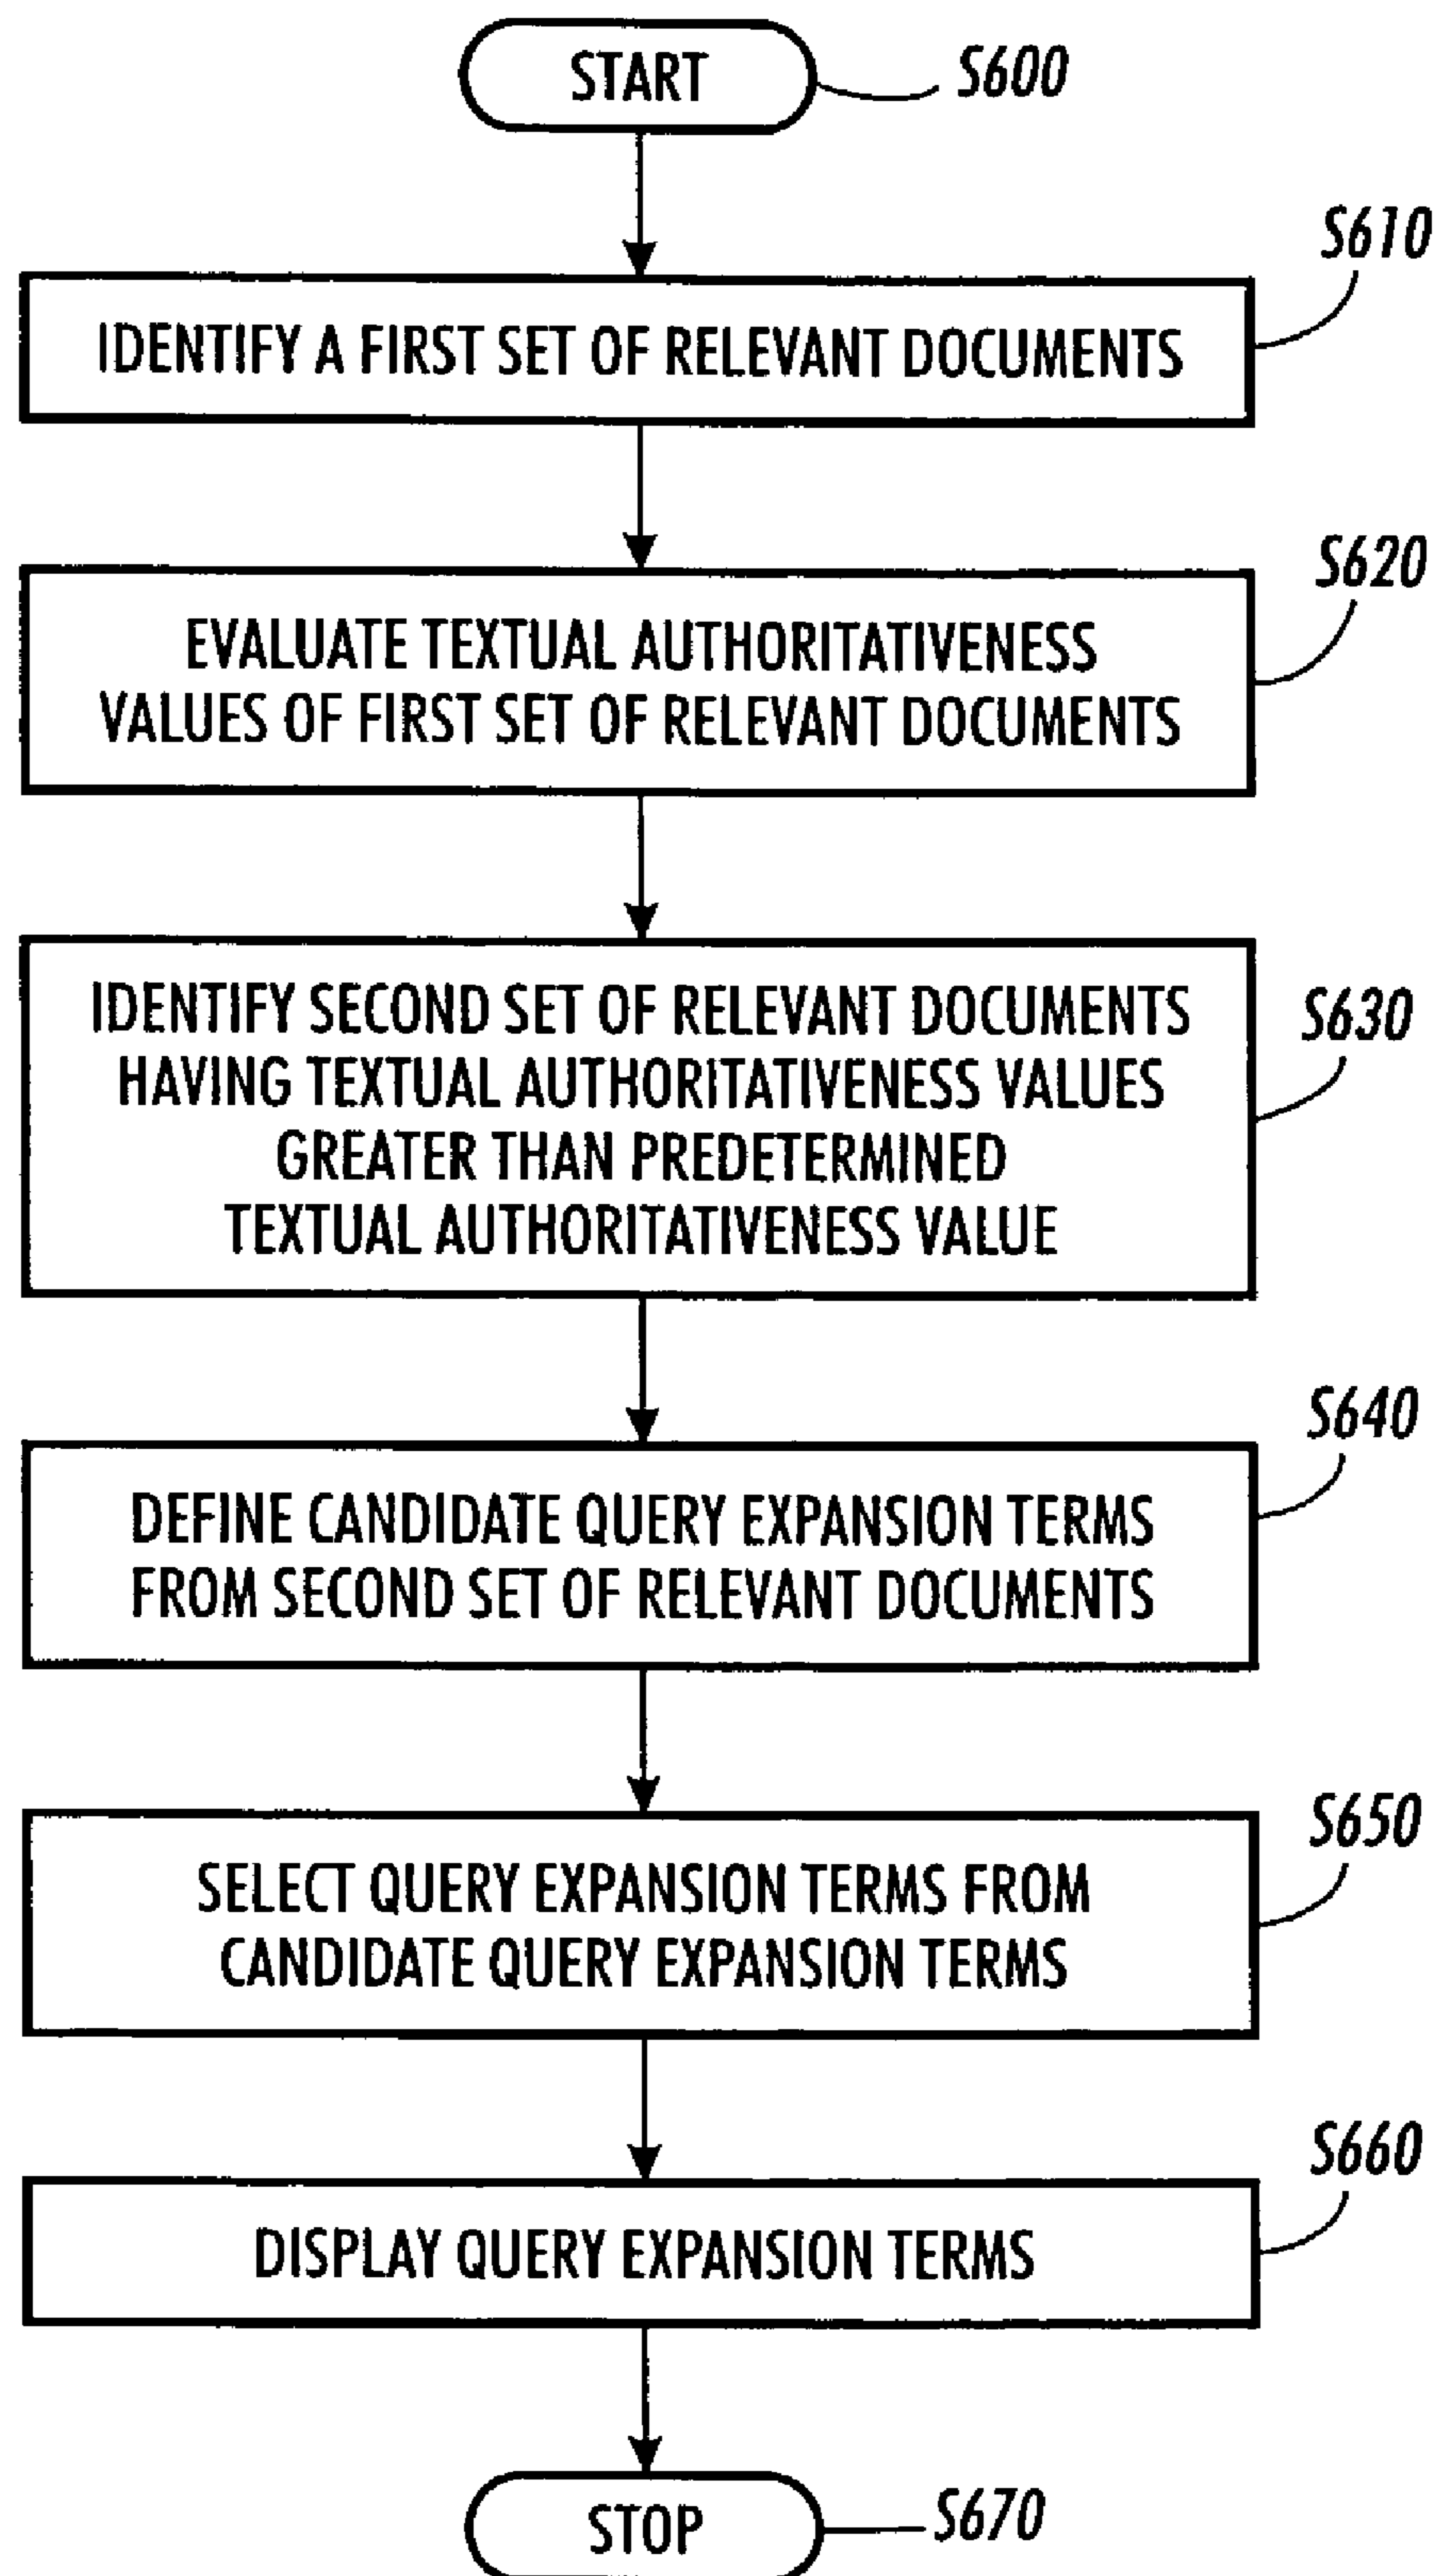 START
S600
S610
IDENTIFY A FIRST SET OF RELEVANT DOCUMENTS
S620
EVALUATE TEXTUAL AUTHORITATIVENESS
VALUES OF FIRST SET OF RELEVANT DOCUMENTS
S630
IDENTIFY SECOND SET OF RELEVANT DOCUMENTS
HAVING TEXTUAL AUTHORITATIVENESS VALUES
GREATER THAN PREDETERMINED
TEXTUAL AUTHORITATIVENESS VALUE
S640
DEFINE CANDIDATE QUERY EXPANSION TERMS
FROM SECOND SET OF RELEVANT DOCUMENTS
S650
SELECT QUERY EXPANSION TERMS FROM
CANDIDATE QUERY EXPANSION TERMS
S660
DISPLAY QUERY EXPANSION TERMS
STOP
S670